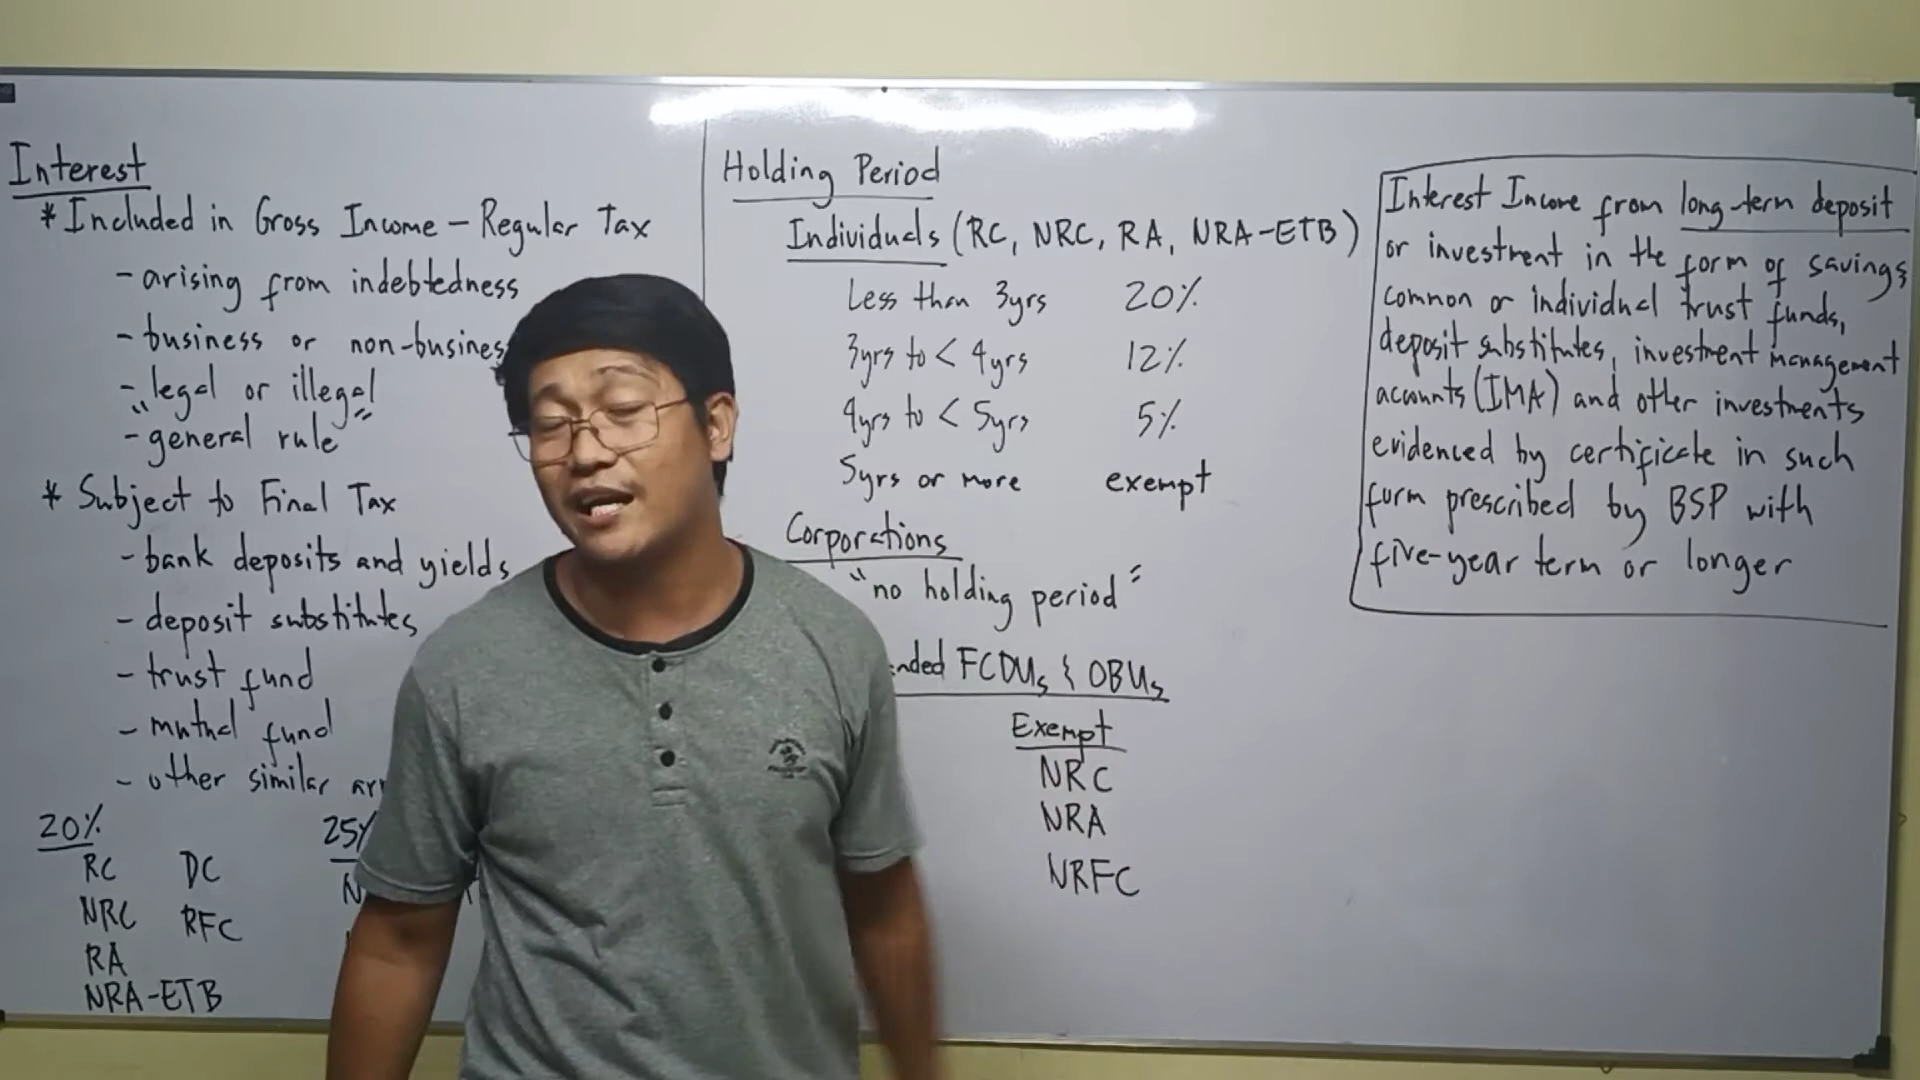 Interest
* Included in Gross Income - Regular Tax
- arising from indebtedness
- business or non-busines
- legal or illegal
- "general rule"
* Subject to Final Tax
- bank deposits and yields
- deposit substitutes
- trust fund
- mutual fund
- other similar arr
20%
RC DC
NRC RFC
RA
NRA-ETB
25%
N
Holding Period
Individuals (RC, NRC, RA, NRA-ETB)
Less than 3yrs 20%
3yrs to < 4yrs 12%
4yrs to < 5yrs 5%
5yrs or more exempt
Corporations
"no holding period"
nded FCDUs & OBUs
Exempt
NRC
NRA
NRFC
Interest Income from long-term deposit
or investment in the form of savings
common or individual trust funds,
deposit substitutes, investment management
accounts (IMA) and other investments
evidenced by certificate in such
form prescribed by BSP with
five-year term or longer